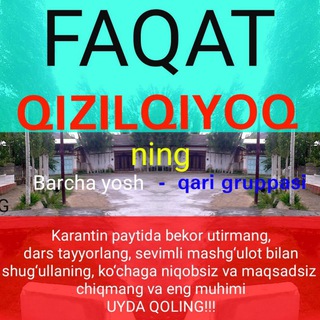 FAQAT
QIZILQIYOQ
ning
Barcha yosh - qari gruppasi
G
Karantin paytida bekor utirmang,
dars tayyorlang, sevimli mashg‘ulot bilan
shug‘ullaning, ko‘chaga niqobsiz va maqsadsiz
chiqmang va eng muhimi
UYDA QOLING!!!